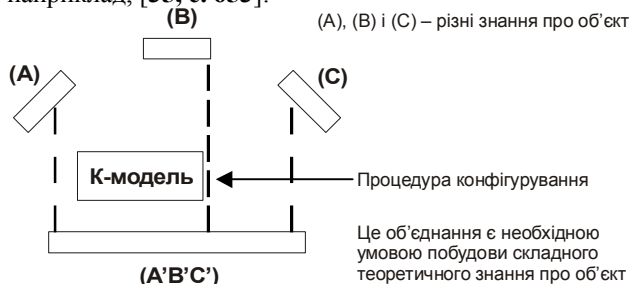 (B)
(A), (B) і (C) – різні знання про об'єкт
(A)
(C)
К-модель
Процедура конфігурування
Це об'єднання є необхідною
умовою побудови складного
теоретичного знання про об'єкт
(A'B'C')